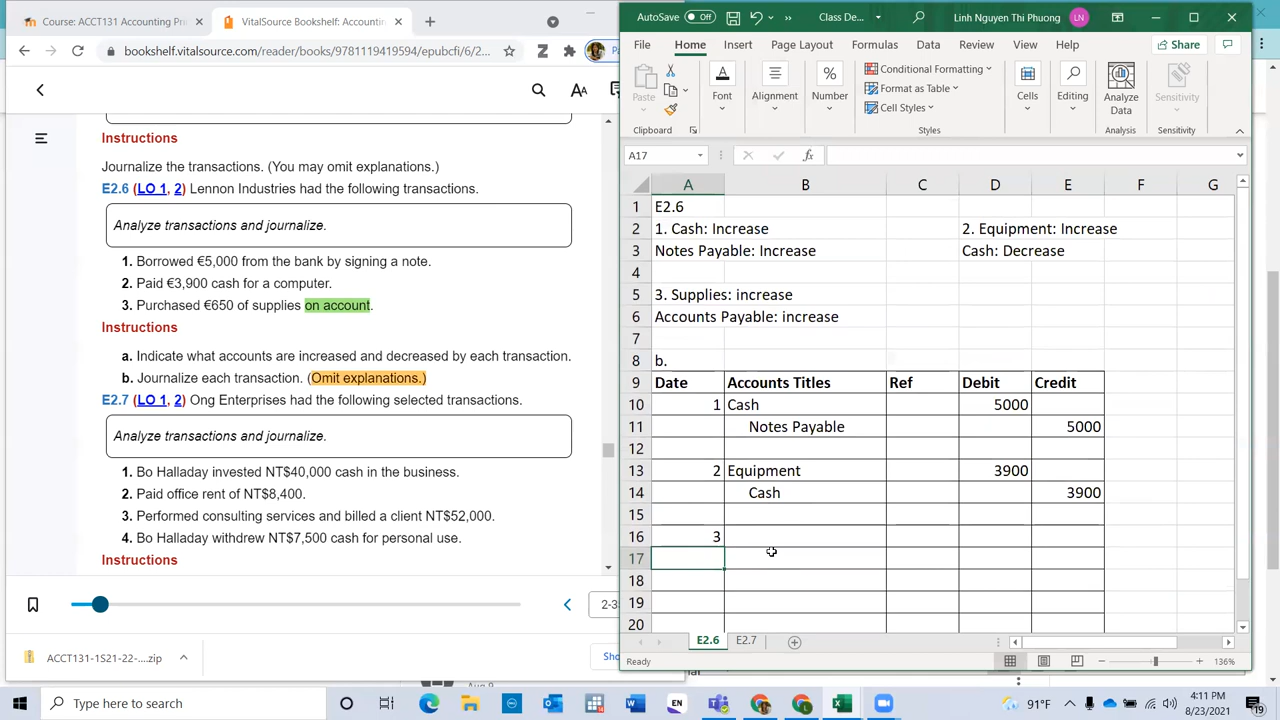 Course: ACCT131 Accounting Pri
VitalSource Bookshelf: Accountin
bookshelf.vitalsource.com/reader/books/9781119419594/epubcfi/6/2...
AA
Instructions
Journalize the transactions. (You may omit explanations.)
E2.6 (LO 1, 2) Lennon Industries had the following transactions.
Analyze transactions and journalize.
1. Borrowed €5,000 from the bank by signing a note.
2. Paid €3,900 cash for a computer.
3. Purchased €650 of supplies on account.
Instructions
a. Indicate what accounts are increased and decreased by each transaction.
b. Journalize each transaction. (Omit explanations.)
E2.7 (LO 1, 2) Ong Enterprises had the following selected transactions.
Analyze transactions and journalize.
1. Bo Halladay invested NT$40,000 cash in the business.
2. Paid office rent of NT$8,400.
3. Performed consulting services and billed a client NT$52,000.
4. Bo Halladay withdrew NT$7,500 cash for personal use.
Instructions
2-3
ACCT131-1S21-22-....zip
Sho
AutoSave Off
Class De...
Linh Nguyen Thi Phuong LN
File Home Insert Page Layout Formulas Data Review View Help Share
Paste
Clipboard
Font
Alignment
Number
Conditional Formatting
Format as Table
Cell Styles
Styles
Cells
Editing
Analyze Data
Analysis
Sensitivity
Sensitivity
A17
fx
A B C D E F G
1 E2.6
2 1. Cash: Increase 2. Equipment: Increase
3 Notes Payable: Increase Cash: Decrease
4
5 3. Supplies: increase
6 Accounts Payable: increase
7
8 b.
9 Date Accounts Titles Ref Debit Credit
10 1 Cash 5000
11 Notes Payable 5000
12
13 2 Equipment 3900
14 Cash 3900
15
16 3
17
18
19
20
E2.6 E2.7
Ready
136%
Type here to search
EN
91°F
4:11 PM
8/23/2021
19